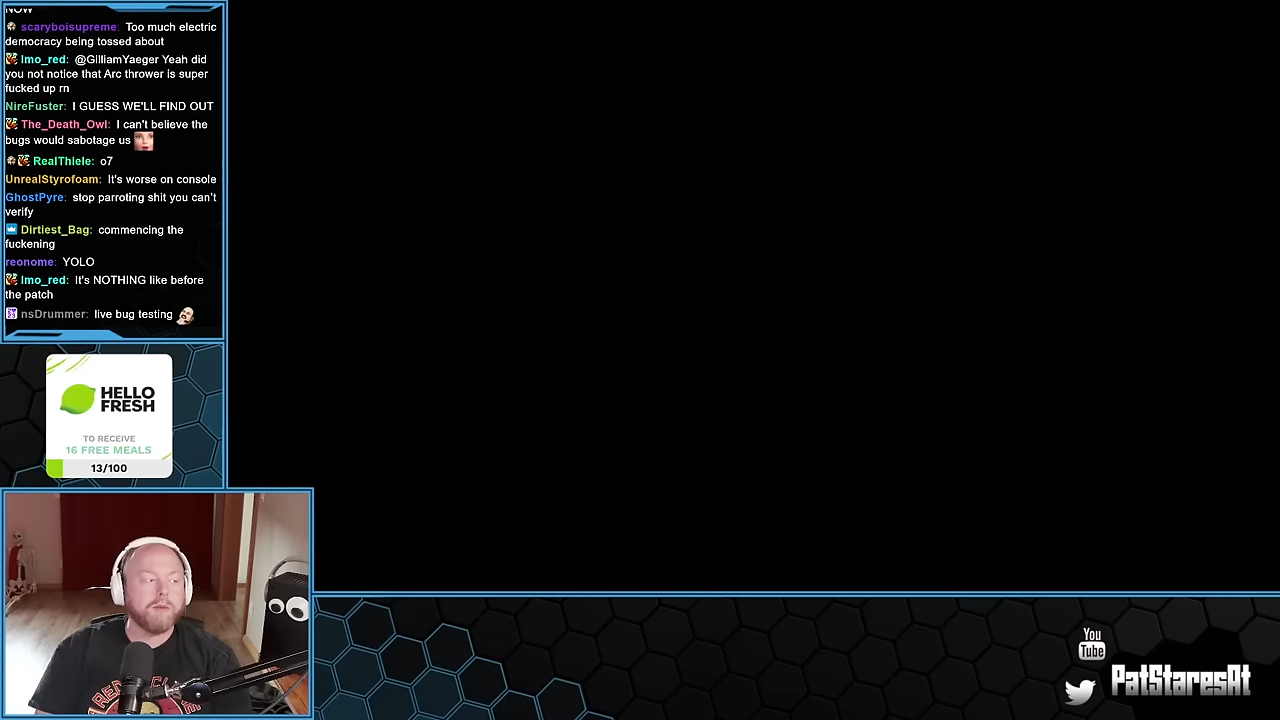 scaryboisupreme: Too much electric
democracy being tossed about
Imo_red: @GIlliamYaeger Yeah did
you not notice that Arc thrower is super
fucked up rn
NireFuster: I GUESS WE'LL FIND OUT
The_Death_Owl: I can't believe the
bugs would sabotage us
RealThiele: o7
UnrealStyrofoam: It's worse on console
GhostPyre: stop parroting shit you can't
verify
Dirtiest_Bag: commencing the
fuckening
reonome: YOLO
Imo_red: It's NOTHING like before
the patch
nsDrummer: live bug testing
HELLO
FRESH
TO RECEIVE
16 FREE MEALS
13/100
You
Tube
PatStaresAt